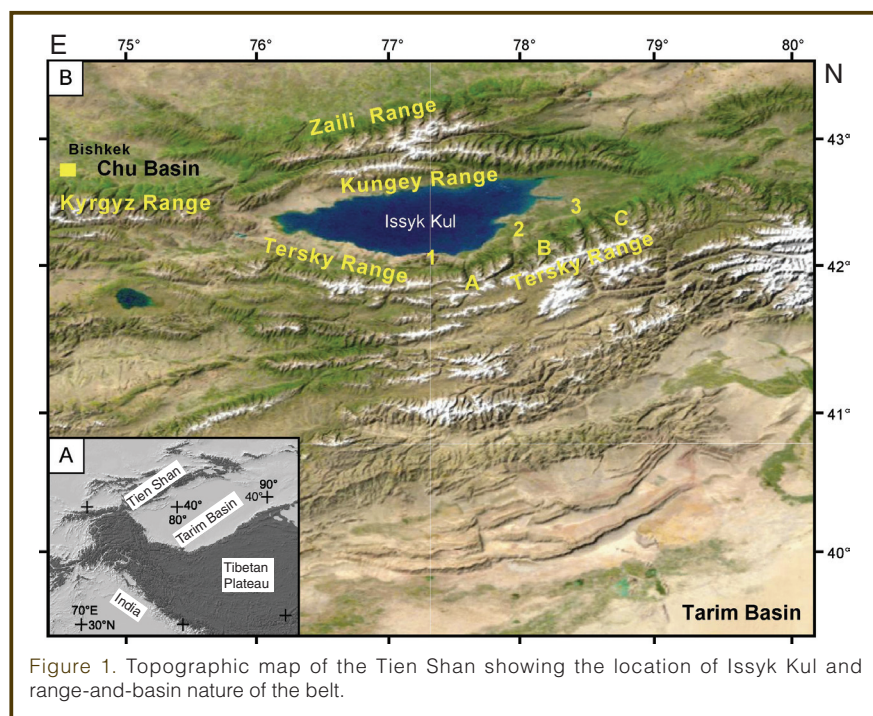 E
75° 76° 77° 78° 79° 80°
N
B
Zaili Range
43°
Bishkek
Chu Basin
Kungey Range
Kyrgyz Range
Issyk Kul
3
2
C
B
1
Tersky Range
Tersky Range
A
42°
41°
A
Tien Shan
90°
40°
40°
80°
Tarim Basin
Tibetan
Plateau
India
70°E
30°N
40°
Tarim Basin
Figure 1. Topographic map of the Tien Shan showing the location of Issyk Kul and
range-and-basin nature of the belt.